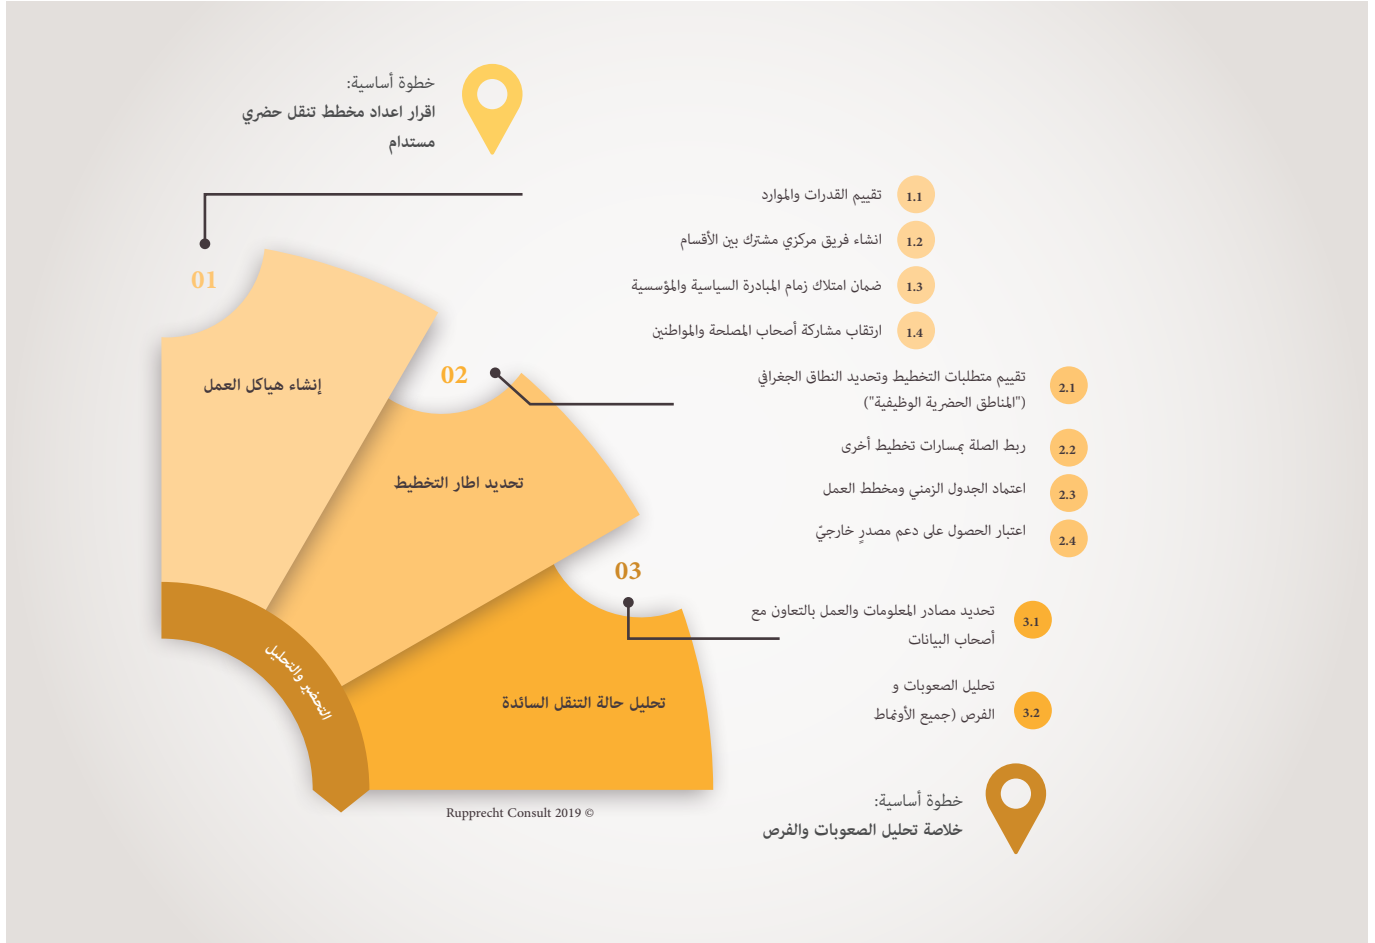 خطوة أساسية:
اقرار اعداد مخطط تنقل حضري
مستدام
01
إنشاء هياكل العمل
1.1 تقييم القدرات والموارد
1.2 انشاء فريق مركزي مشترك بين الأقسام
1.3 ضمان امتلاك زمام المبادرة السياسية والمؤسسية
1.4 ارتقاب مشاركة أصحاب المصلحة والمواطنين
02
تحديد اطار التخطيط
2.1 تقييم متطلبات التخطيط وتحديد النطاق الجغرافي
("المناطق الحضرية الوظيفية")
2.2 ربط الصلة بمسارات تخطيط أخرى
2.3 اعتماد الجدول الزمني ومخطط العمل
2.4 اعتبار الحصول على دعم مصدرٍ خارجيّ
03
تحليل حالة التنقل السائدة
3.1 تحديد مصادر المعلومات والعمل بالتعاون مع
أصحاب البيانات
3.2 تحليل الصعوبات و
الفرص (جميع الأونماط
التحضير والتحليل
خطوة أساسية:
خلاصة تحليل الصعوبات والفرص
Rupprecht Consult 2019 ©